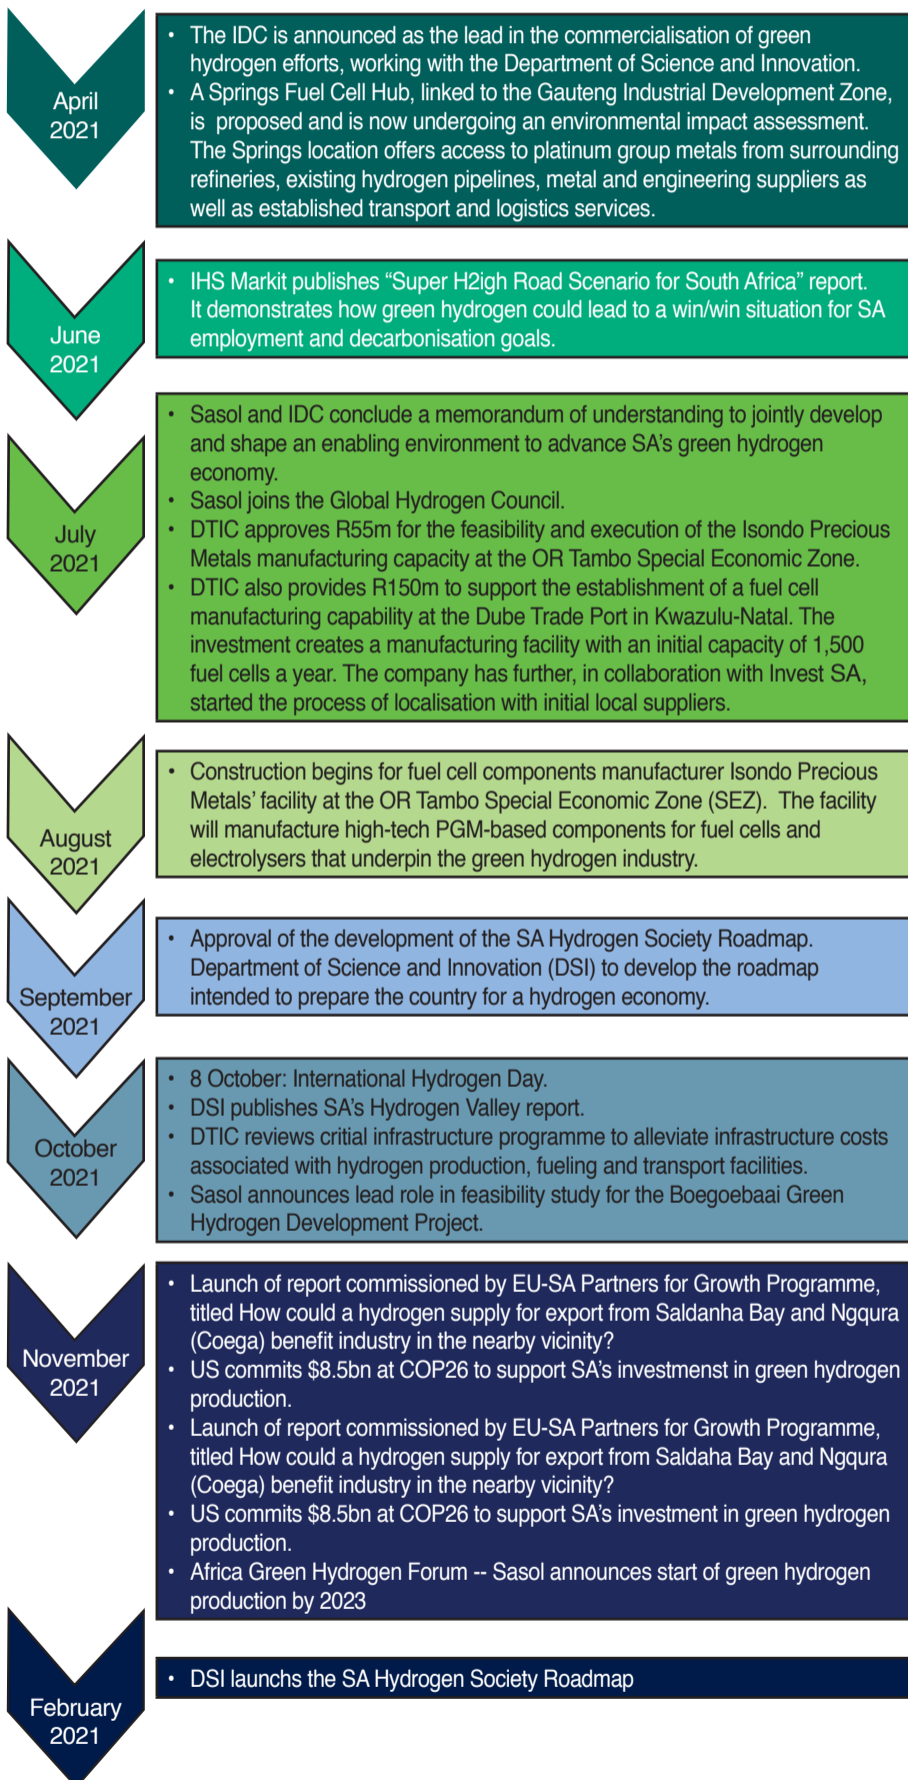 April
2021
• The IDC is announced as the lead in the commercialisation of green
hydrogen efforts, working with the Department of Science and Innovation.
• A Springs Fuel Cell Hub, linked to the Gauteng Industrial Development Zone,
is proposed and is now undergoing an environmental impact assessment.
The Springs location offers access to platinum group metals from surrounding
refineries, existing hydrogen pipelines, metal and engineering suppliers as
well as established transport and logistics services.
June
2021
• IHS Markit publishes “Super H2igh Road Scenario for South Africa” report.
It demonstrates how green hydrogen could lead to a win/win situation for SA
employment and decarbonisation goals.
July
2021
• Sasol and IDC conclude a memorandum of understanding to jointly develop
and shape an enabling environment to advance SA’s green hydrogen
economy.
• Sasol joins the Global Hydrogen Council.
• DTIC approves R55m for the feasibility and execution of the Isondo Precious
Metals manufacturing capacity at the OR Tambo Special Economic Zone.
• DTIC also provides R150m to support the establishment of a fuel cell
manufacturing capability at the Dube Trade Port in Kwazulu-Natal. The
investment creates a manufacturing facility with an initial capacity of 1,500
fuel cells a year. The company has further, in collaboration with Invest SA,
started the process of localisation with initial local suppliers.
August
2021
• Construction begins for fuel cell components manufacturer Isondo Precious
Metals’ facility at the OR Tambo Special Economic Zone (SEZ). The facility
will manufacture high-tech PGM-based components for fuel cells and
electrolysers that underpin the green hydrogen industry.
September
2021
• Approval of the development of the SA Hydrogen Society Roadmap.
Department of Science and Innovation (DSI) to develop the roadmap
intended to prepare the country for a hydrogen economy.
October
2021
• 8 October: International Hydrogen Day.
• DSI publishes SA’s Hydrogen Valley report.
• DTIC reviews critial infrastructure programme to alleviate infrastructure costs
associated with hydrogen production, fueling and transport facilities.
• Sasol announces lead role in feasibility study for the Boegoebaai Green
Hydrogen Development Project.
November
2021
• Launch of report commissioned by EU-SA Partners for Growth Programme,
titled How could a hydrogen supply for export from Saldanha Bay and Ngqura
(Coega) benefit industry in the nearby vicinity?
• US commits $8.5bn at COP26 to support SA’s investmenst in green hydrogen
production.
• Launch of report commissioned by EU-SA Partners for Growth Programme,
titled How could a hydrogen supply for export from Saldaha Bay and Ngqura
(Coega) benefit industry in the nearby vicinity?
• US commits $8.5bn at COP26 to support SA’s investment in green hydrogen
production.
• Africa Green Hydrogen Forum -- Sasol announces start of green hydrogen
production by 2023
February
2021
• DSI launchs the SA Hydrogen Society Roadmap